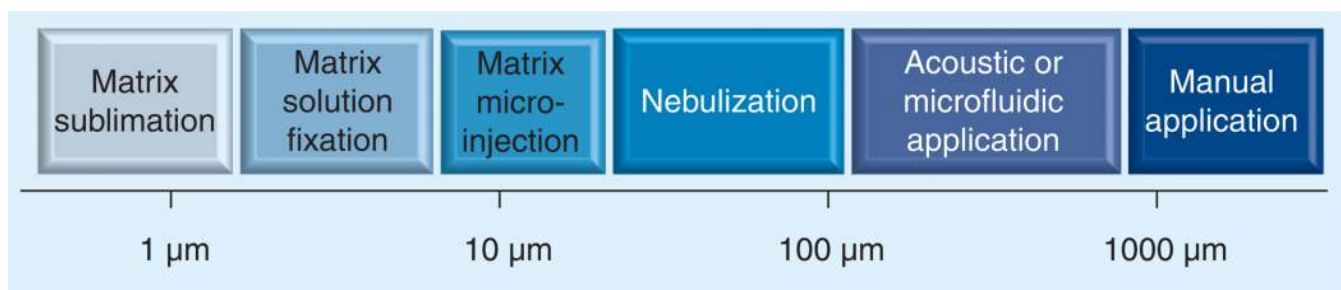 Matrix
sublimation
Matrix
solution
fixation
Matrix
micro-
injection
Nebulization
Acoustic or
microfluidic
application
Manual
application
1 µm
10 µm
100 µm
1000 µm